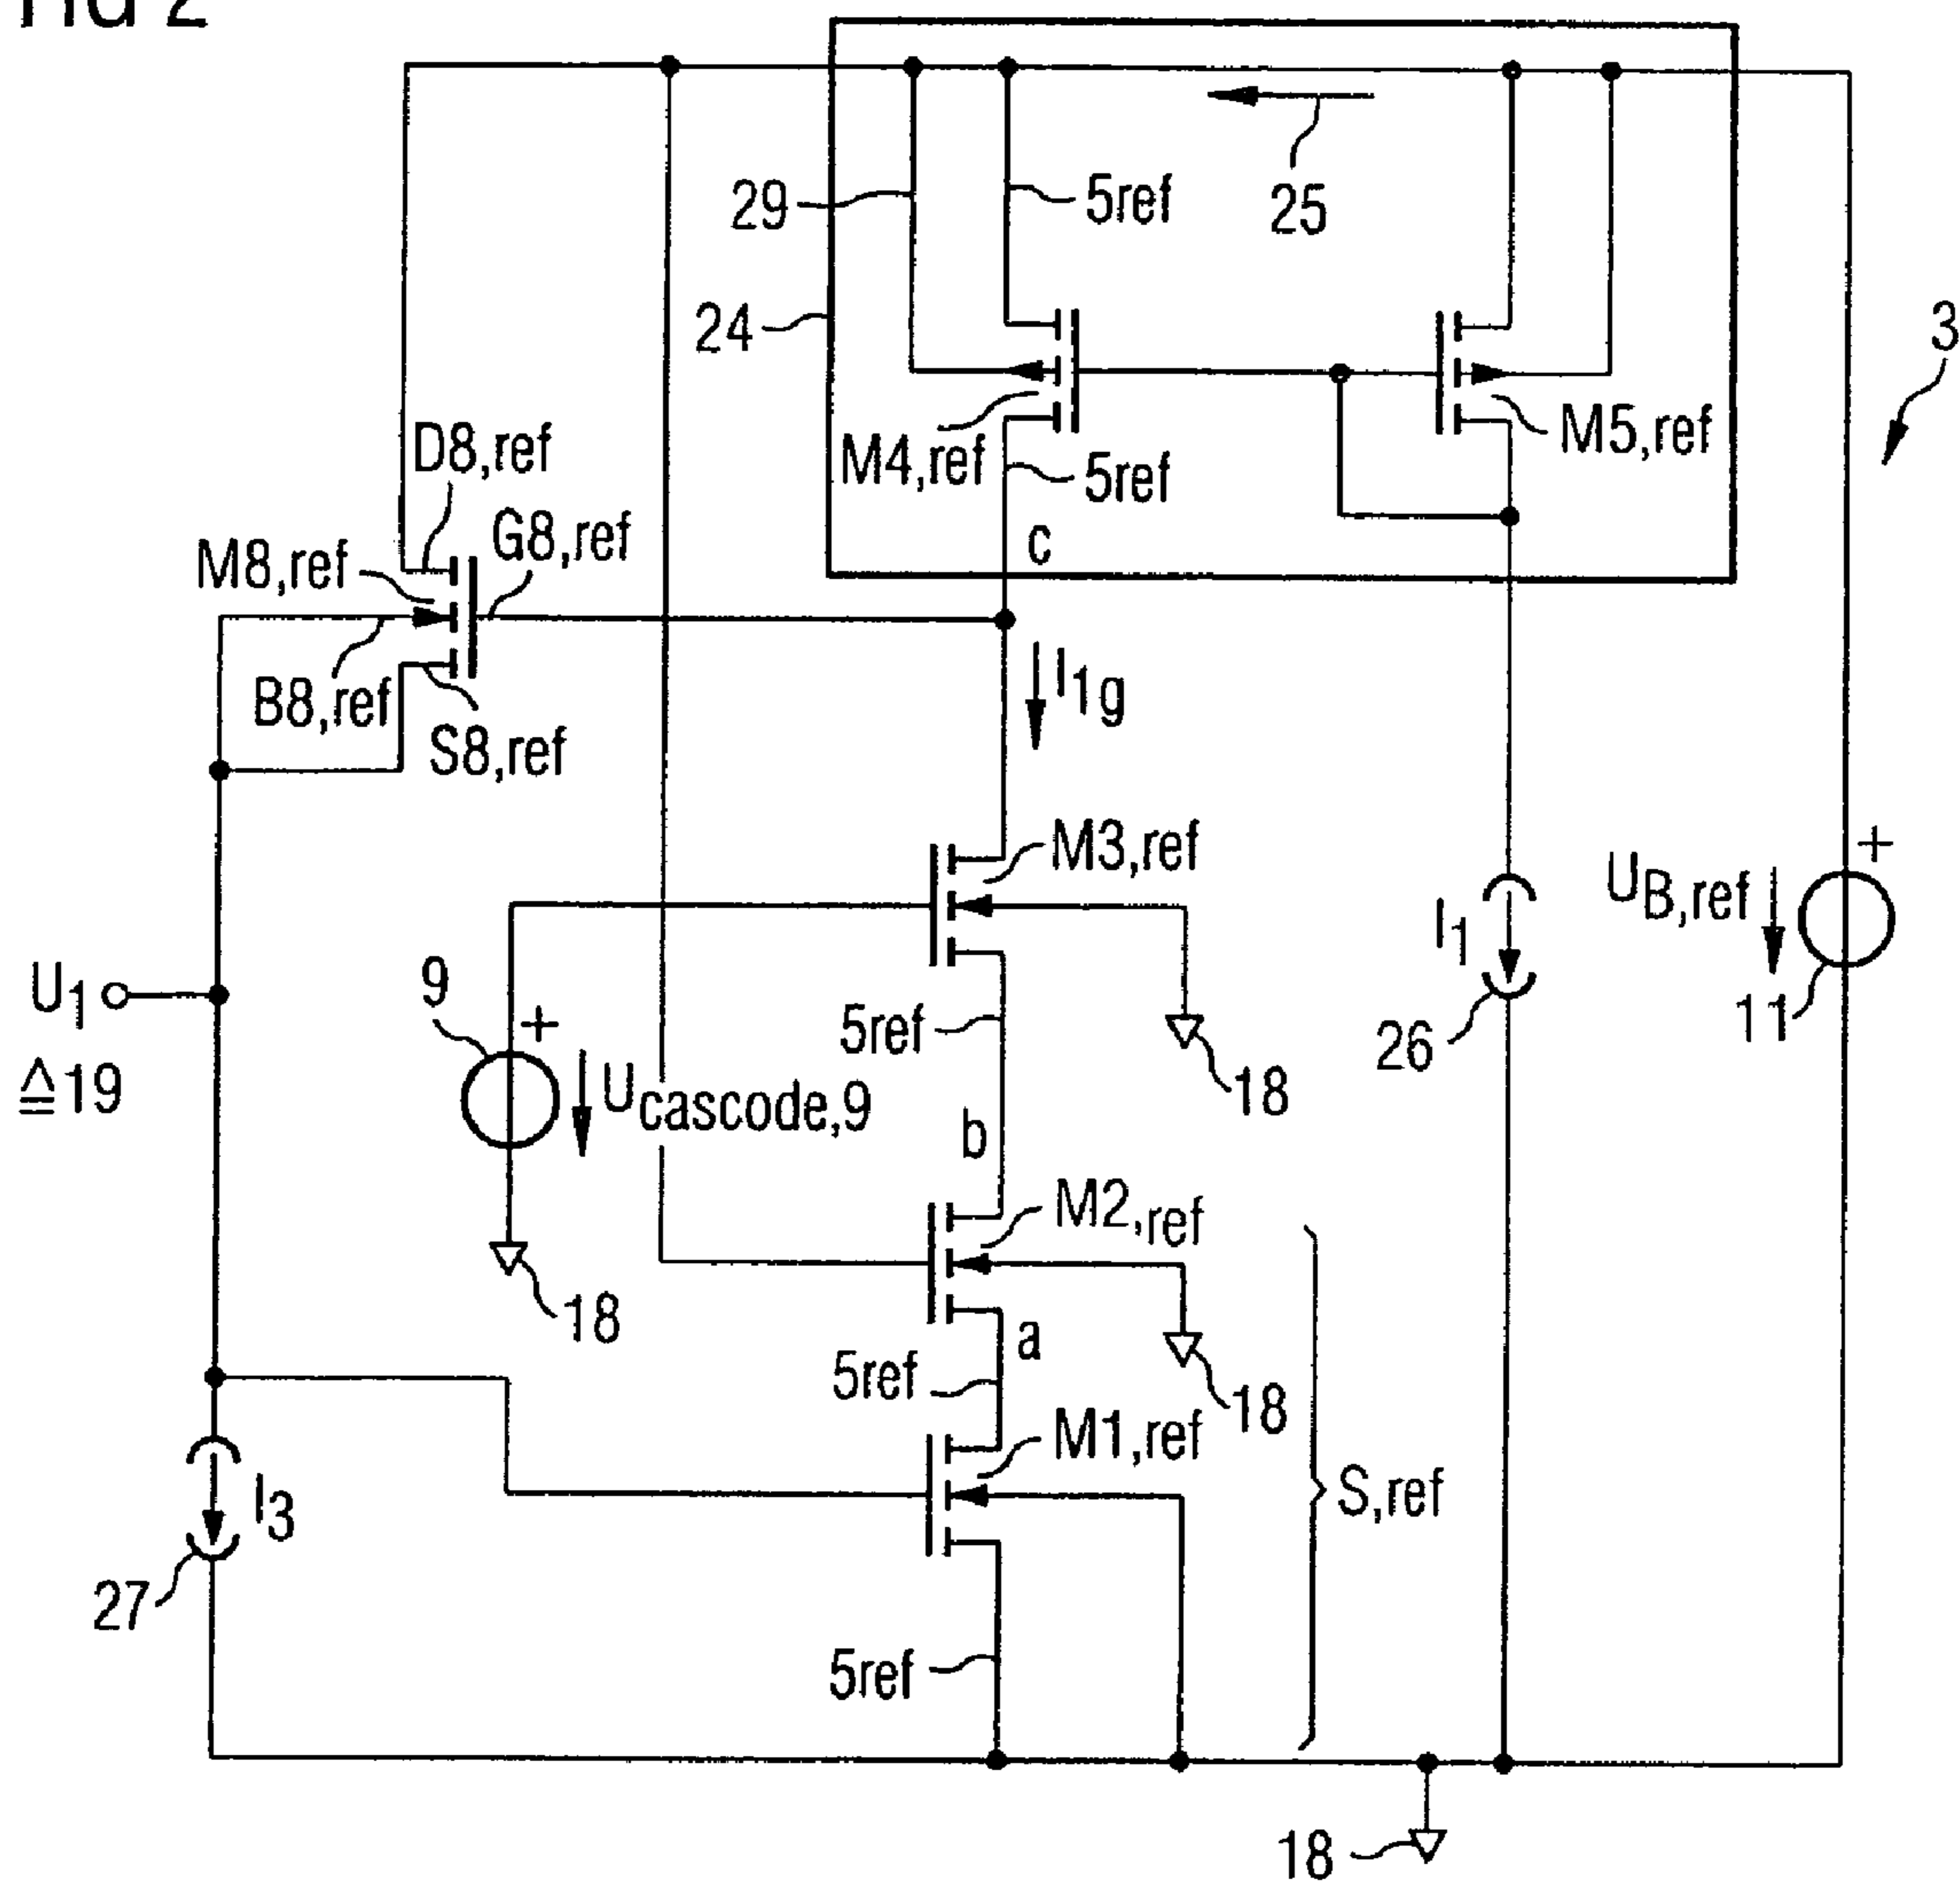 29
5ref
25
24
3
M4,ref
M5,ref
D8,ref
5ref
G8,ref
M8,ref
c
B8,ref
I1g
S8,ref
M3,ref
+
UB,ref
I1
9
U1
+
5ref
26
11
≙19
Ucascode,9
18
b
M2,ref
18
a
5ref
18
M1,ref
I3
S,ref
27
5ref
18